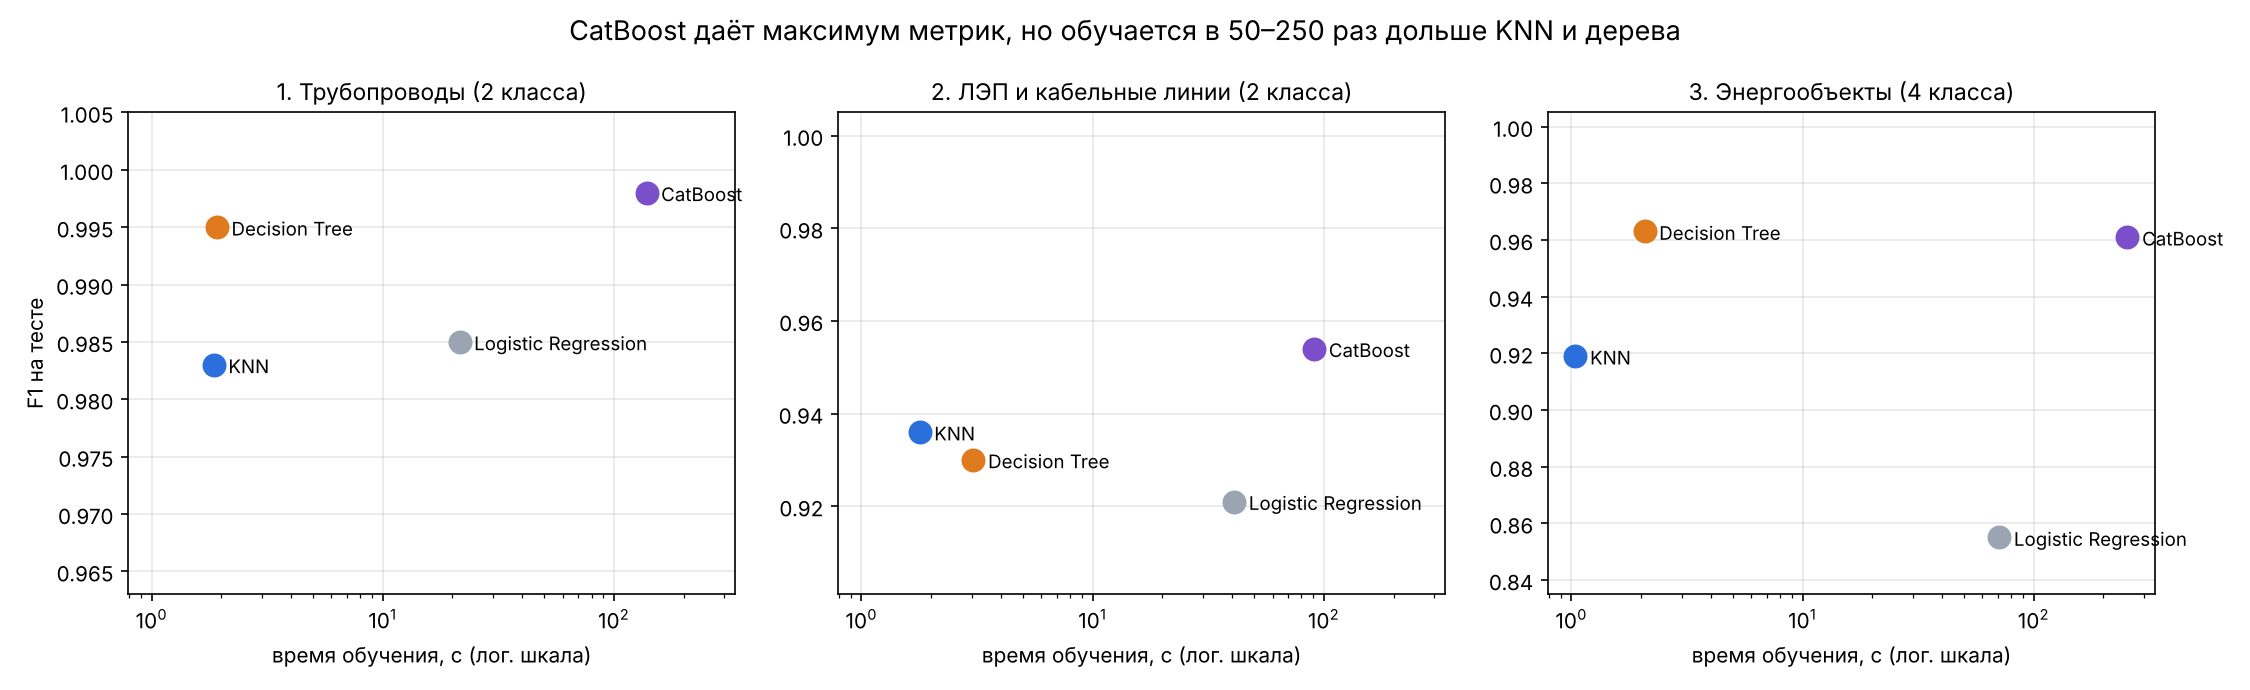 CatBoost даёт максимум метрик, но обучается в 50–250 раз дольше KNN и дерева
1. Трубопроводы (2 класса)
F1 на тесте
1.005
1.000
0.995
0.990
0.985
0.980
0.975
0.970
0.965
CatBoost
Decision Tree
Logistic Regression
KNN
10⁰
10¹
10²
время обучения, с (лог. шкала)
2. ЛЭП и кабельные линии (2 класса)
1.00
0.98
0.96
0.94
0.92
CatBoost
KNN
Decision Tree
Logistic Regression
10⁰
10¹
10²
время обучения, с (лог. шкала)
3. Энергообъекты (4 класса)
1.00
0.98
0.96
0.94
0.92
0.90
0.88
0.86
0.84
Decision Tree
CatBoost
KNN
Logistic Regression
10⁰
10¹
10²
время обучения, с (лог. шкала)